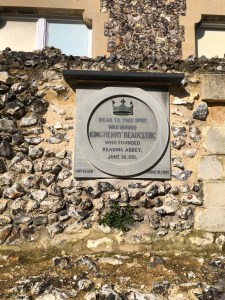 NEAR TO THIS SPOT
WAS BURIED
KING HENRY BEAUCLERC
WHO FOUNDED
READING ABBEY,
JUNE 18, 1121.